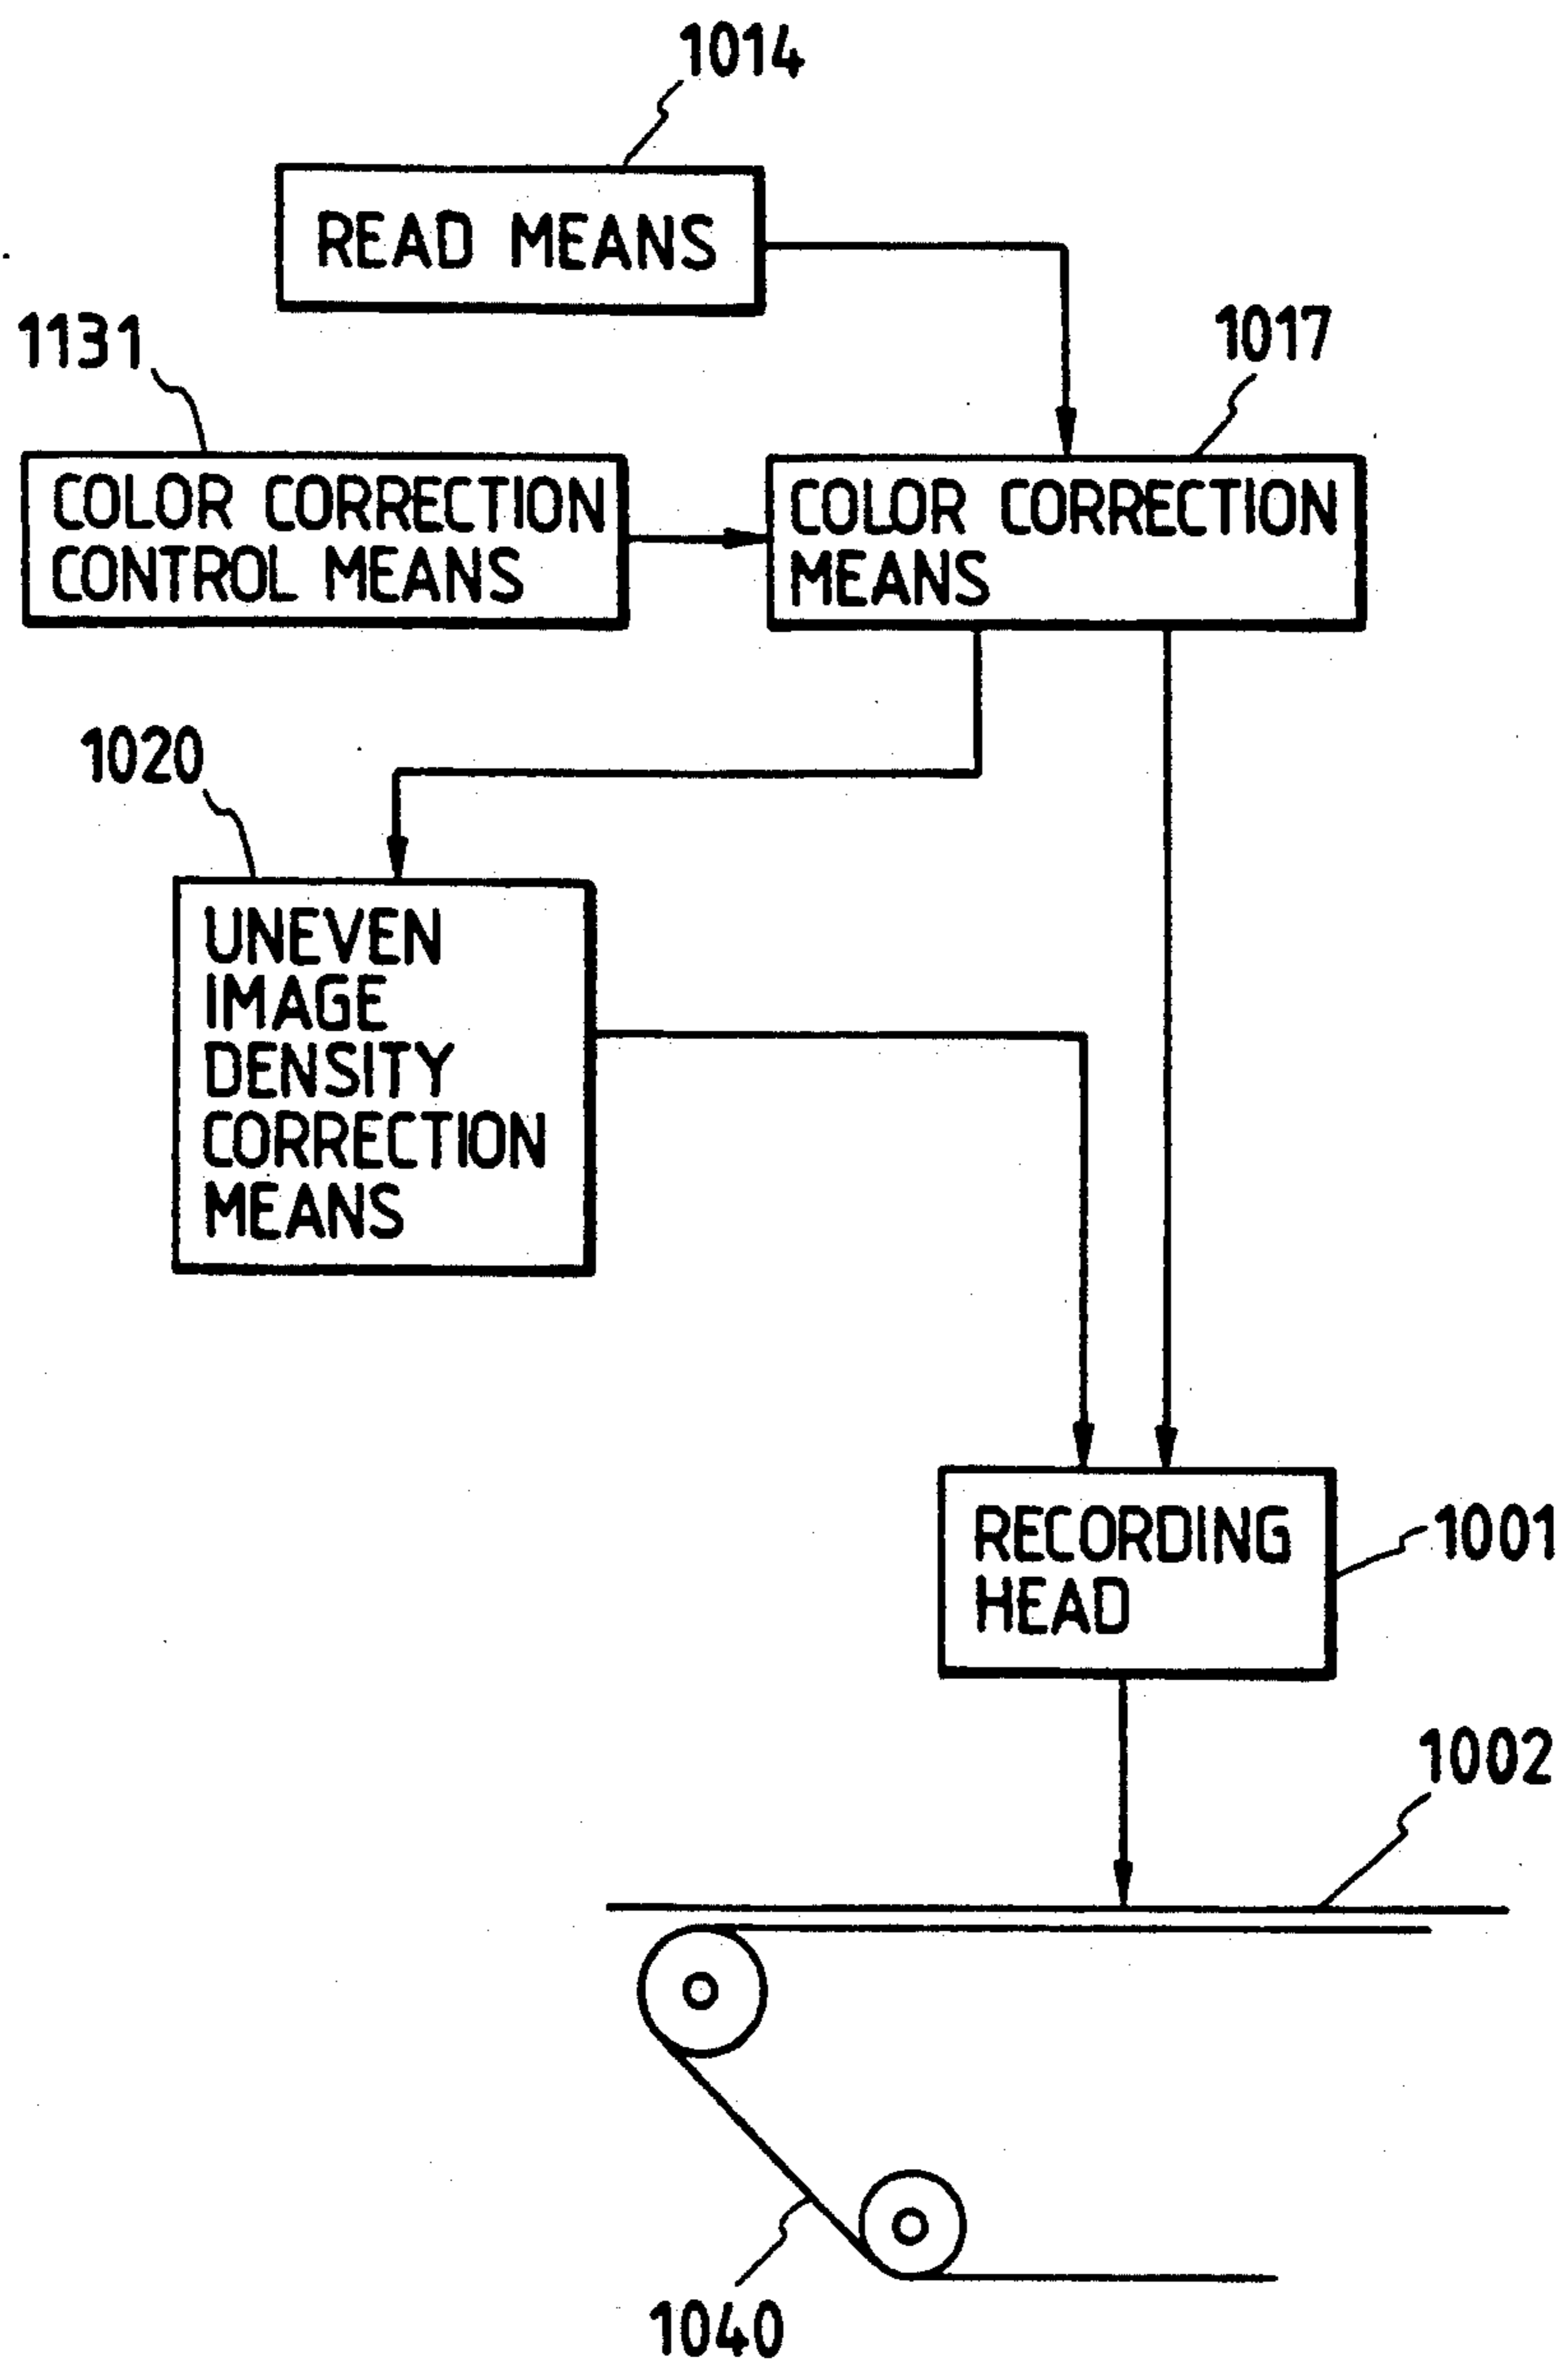 1014
READ MEANS
1131
1017
COLOR CORRECTION
CONTROL MEANS
COLOR CORRECTION
MEANS
1020
UNEVEN
IMAGE
DENSITY
CORRECTION
MEANS
RECORDING
HEAD
1001
1002
1040